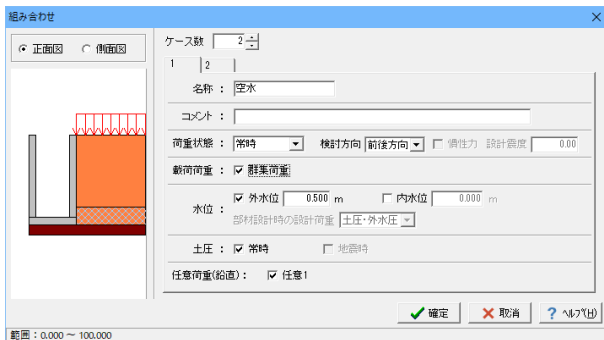 組み合わせ
正面図 側面図
ケース数 2
1 2
名称 : 空水
コメント :
荷重状態 : 常時 検討方向 前後方向 慣性力 設計震度 0.00
載荷荷重 : 群集荷重
水位 : 外水位 0.500 m 内水位 0.000 m
部材設計時の設計荷重 土圧・外水圧
土圧 : 常時 地震時
任意荷重(鉛直) : 任意1
確定 取消 ? ヘルプ(H)
範囲 : 0.000 ～ 100.000